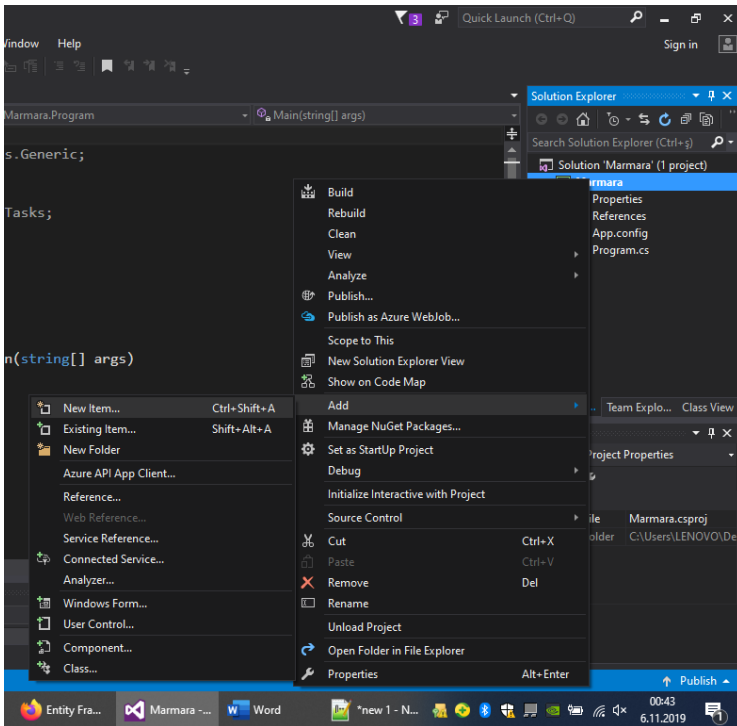 3
Quick Launch (Ctrl+Q)
Window Help
Sign in
Marmara.Program
Main(string[] args)
Solution Explorer
Search Solution Explorer (Ctrl+ş)
Solution 'Marmara' (1 project)
Properties
References
App.config
Program.cs
s.Generic;
Tasks;
n(string[] args)
Build
Rebuild
Clean
View
Analyze
Publish...
Publish as Azure WebJob...
Scope to This
New Solution Explorer View
Show on Code Map
Add
Manage NuGet Packages...
Set as StartUp Project
Debug
Initialize Interactive with Project
Source Control
Cut Ctrl+X
Paste Ctrl+V
Remove Del
Rename
Unload Project
Open Folder in File Explorer
Properties Alt+Enter
New Item... Ctrl+Shift+A
Existing Item... Shift+Alt+A
New Folder
Azure API App Client...
Reference...
Web Reference...
Service Reference...
Connected Service...
Analyzer...
Windows Form...
User Control...
Component...
Class...
... Team Explo... Class View
Project Properties
ile Marmara.csproj
older C:\Users\LENOVO\De
Publish
Entity Fra...
Marmara -...
Word
*new 1 - N...
00:43
6.11.2019
1